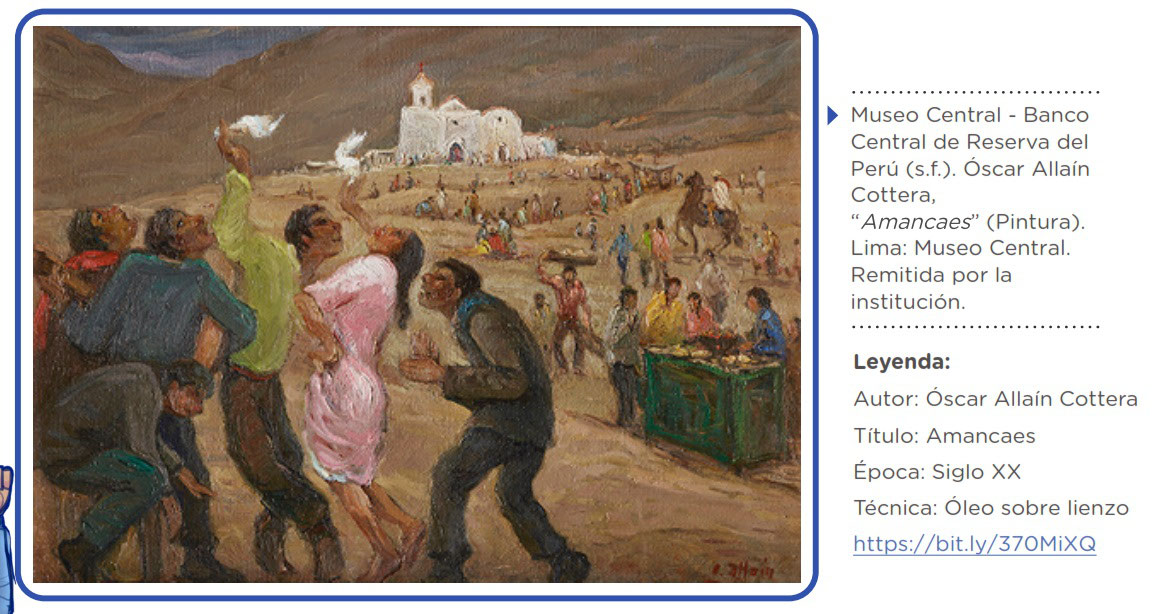 Museo Central - Banco
Central de Reserva del
Perú (s.f.). Óscar Allaín
Cottera,
“Amancaes” (Pintura).
Lima: Museo Central.
Remitida por la
institución.
Leyenda:
Autor: Óscar Allaín Cottera
Título: Amancaes
Época: Siglo XX
Técnica: Óleo sobre lienzo
https://bit.ly/370MiXQ